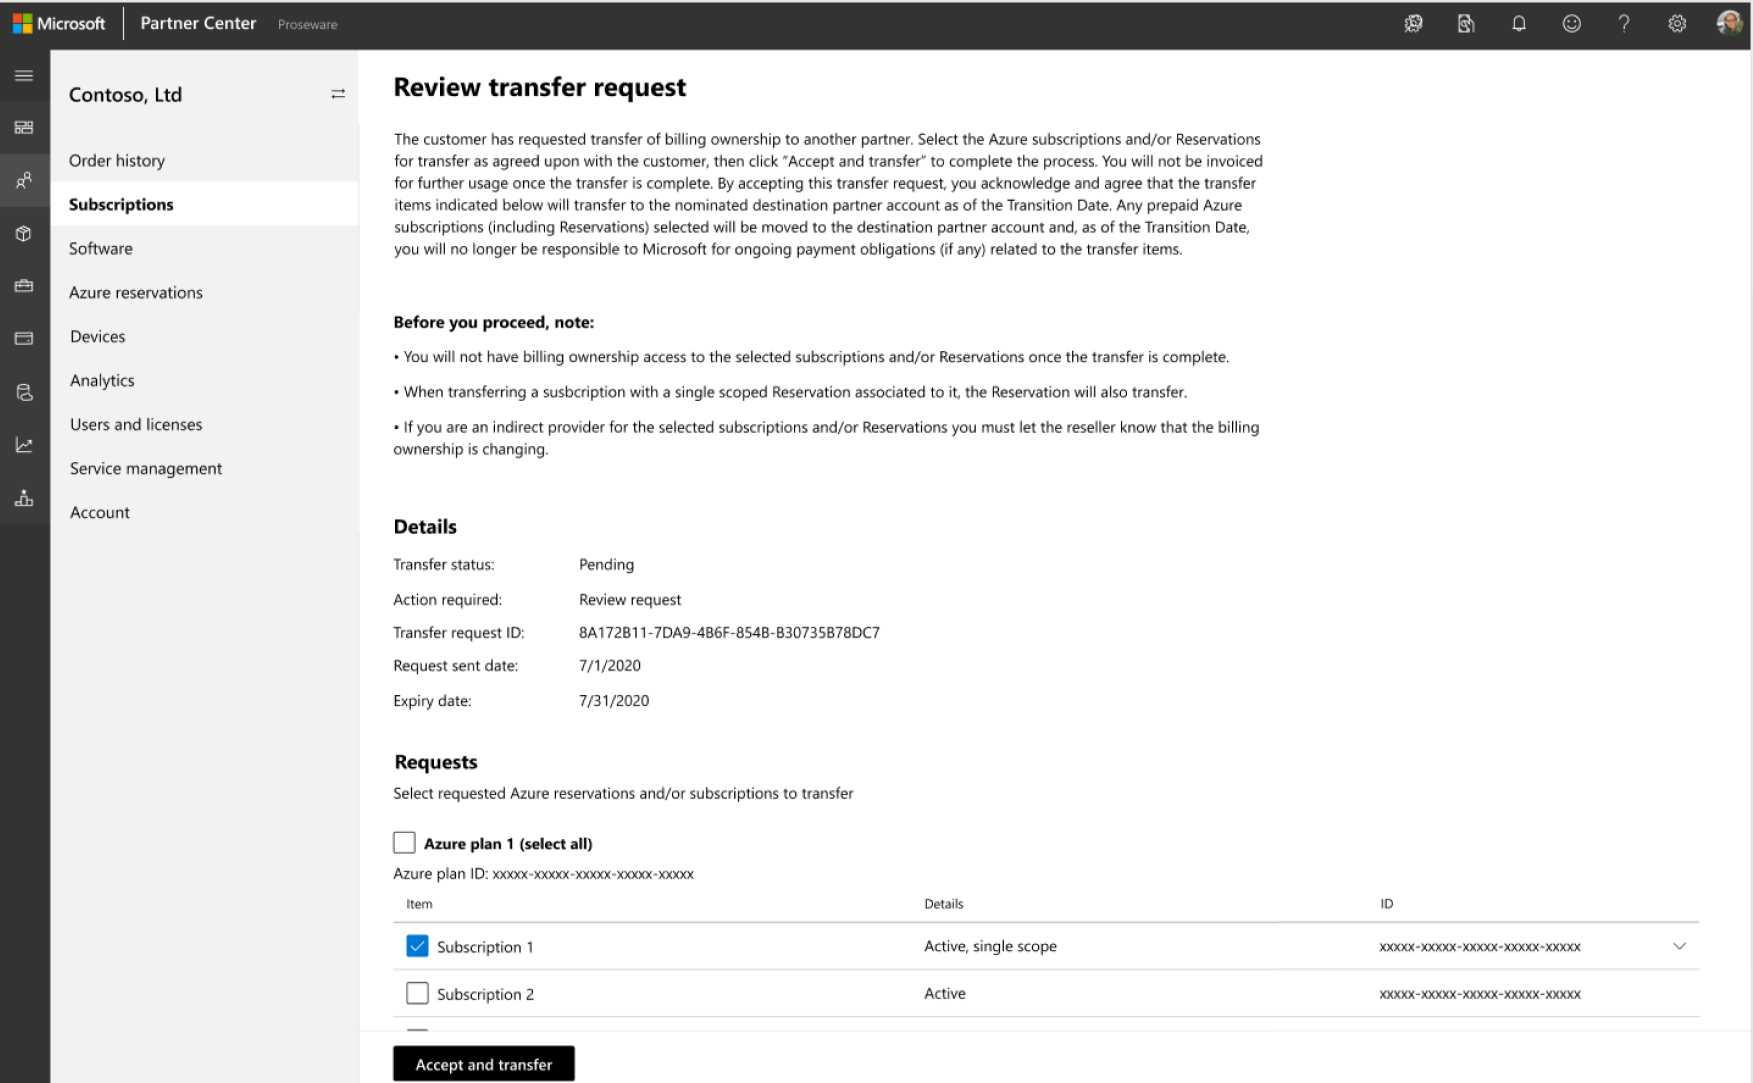 Microsoft Partner Center Proseware
Contoso, Ltd
Order history
Subscriptions
Software
Azure reservations
Devices
Analytics
Users and licenses
Service management
Account
Review transfer request
The customer has requested transfer of billing ownership to another partner. Select the Azure subscriptions and/or Reservations
for transfer as agreed upon with the customer, then click “Accept and transfer” to complete the process. You will not be invoiced
for further usage once the transfer is complete. By accepting this transfer request, you acknowledge and agree that the transfer
items indicated below will transfer to the nominated destination partner account as of the Transition Date. Any prepaid Azure
subscriptions (including Reservations) selected will be moved to the destination partner account and, as of the Transition Date,
you will no longer be responsible to Microsoft for ongoing payment obligations (if any) related to the transfer items.
Before you proceed, note:
• You will not have billing ownership access to the selected subscriptions and/or Reservations once the transfer is complete.
• When transferring a susbcription with a single scoped Reservation associated to it, the Reservation will also transfer.
• If you are an indirect provider for the selected subscriptions and/or Reservations you must let the reseller know that the billing
ownership is changing.
Details
Transfer status: Pending
Action required: Review request
Transfer request ID: 8A172B11-7DA9-4B6F-854B-B30735B78DC7
Request sent date: 7/1/2020
Expiry date: 7/31/2020
Requests
Select requested Azure reservations and/or subscriptions to transfer
Azure plan 1 (select all)
Azure plan ID: xxxxx-xxxxx-xxxxx-xxxxx-xxxxx
Item Details ID
Subscription 1 Active, single scope xxxxx-xxxxx-xxxxx-xxxxx-xxxxx
Subscription 2 Active xxxxx-xxxxx-xxxxx-xxxxx-xxxxx
Accept and transfer